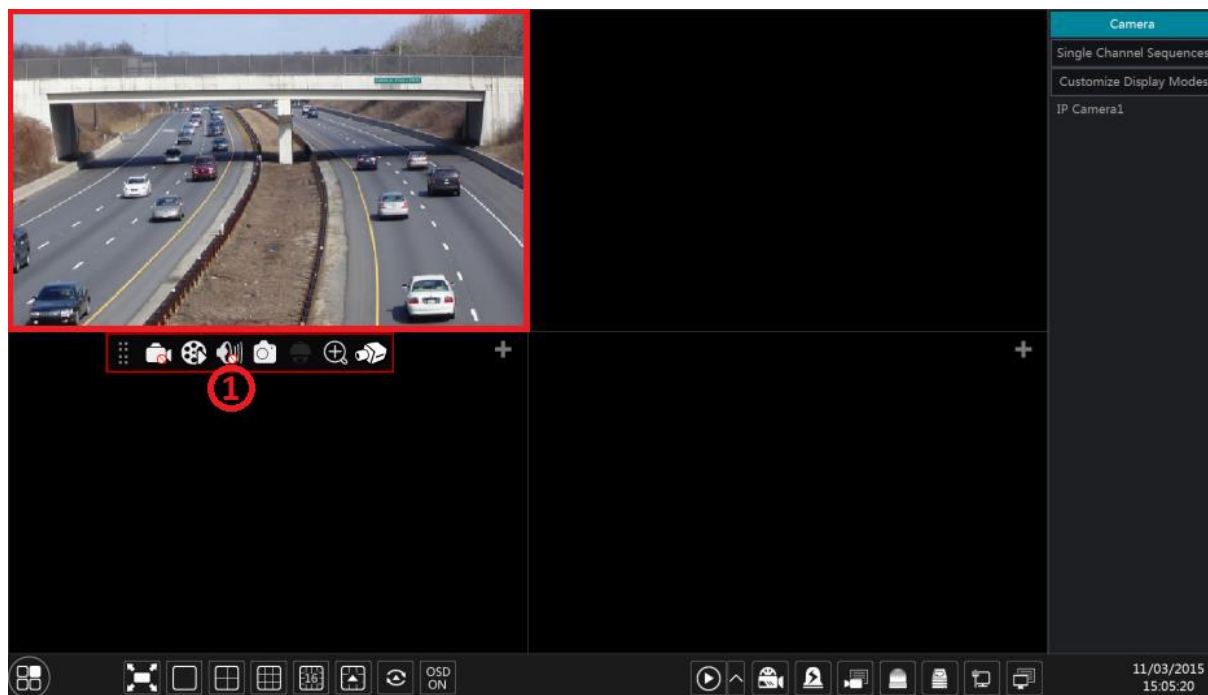 Camera
Single Channel Sequences
Customize Display Modes
IP Camera1
1
16
OSD
ON
11/03/2015
15:05:20